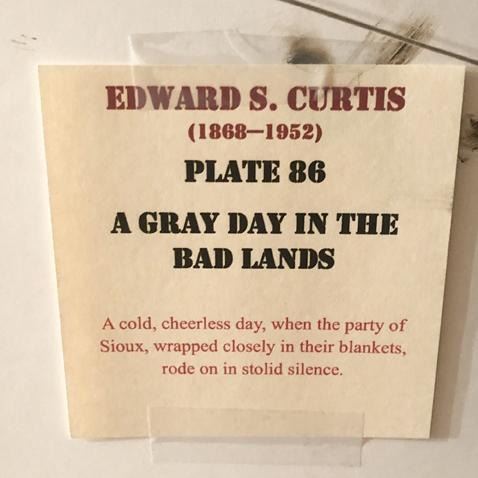 EDWARD S. CURTIS
(1868—1952)
PLATE 86
A GRAY DAY IN THE
BAD LANDS
A cold, cheerless day, when the party of
Sioux, wrapped closely in their blankets,
rode on in stolid silence.